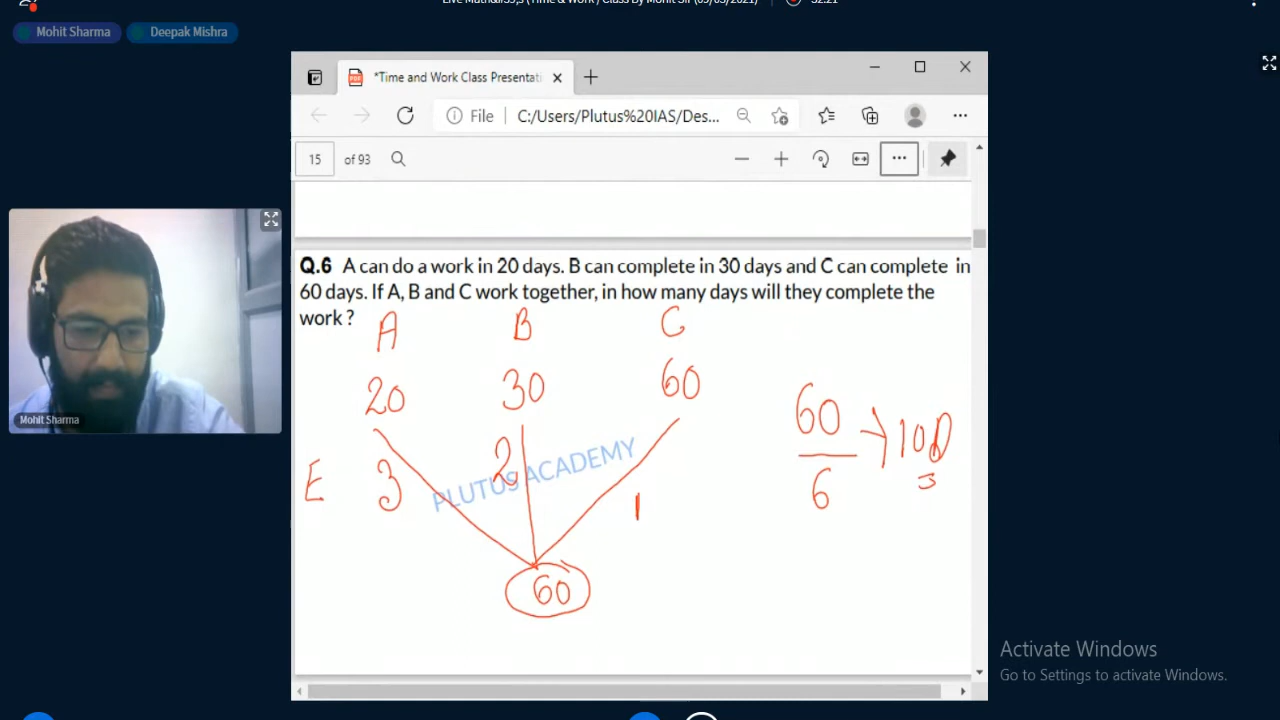 Mohit Sharma
Deepak Mishra
*Time and Work Class Presentati
File
C:/Users/Plutus%20IAS/Des...
15 of 93
Mohit Sharma
Q.6 A can do a work in 20 days. B can complete in 30 days and C can complete in
60 days. If A, B and C work together, in how many days will they complete the
work ?
A B C
20 30 60
E 3 2 1
60
60
6
10D
PLUTUS ACADEMY
Activate Windows
Go to Settings to activate Windows.